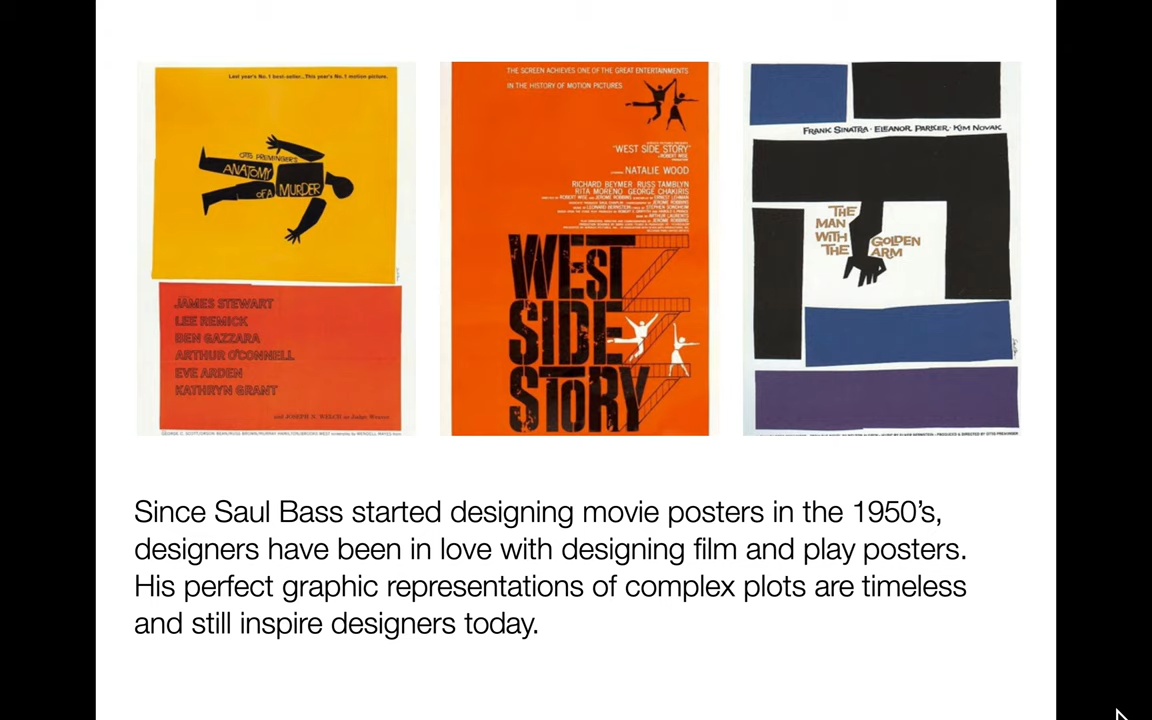 Last year's No. 1 best-seller...This year's No. 1 motion picture.
OTTO PREMINGER'S
ANATOMY
OF A MURDER
JAMES STEWART
LEE REMICK
BEN GAZZARA
ARTHUR O'CONNELL
EVE ARDEN
KATHRYN GRANT
and JOSEPH N. WELCH as Judge Weaver
THE SCREEN ACHIEVES ONE OF THE GREAT ENTERTAINMENTS
IN THE HISTORY OF MOTION PICTURES
"WEST SIDE STORY"
NATALIE WOOD
RICHARD BEYMER RUSS TAMBLYN
RITA MORENO GEORGE CHAKIRIS
WEST
SIDE
STORY
FRANK SINATRA · ELEANOR PARKER · KIM NOVAK
THE
MAN
WITH GOLDEN
THE ARM
Since Saul Bass started designing movie posters in the 1950's,
designers have been in love with designing film and play posters.
His perfect graphic representations of complex plots are timeless
and still inspire designers today.